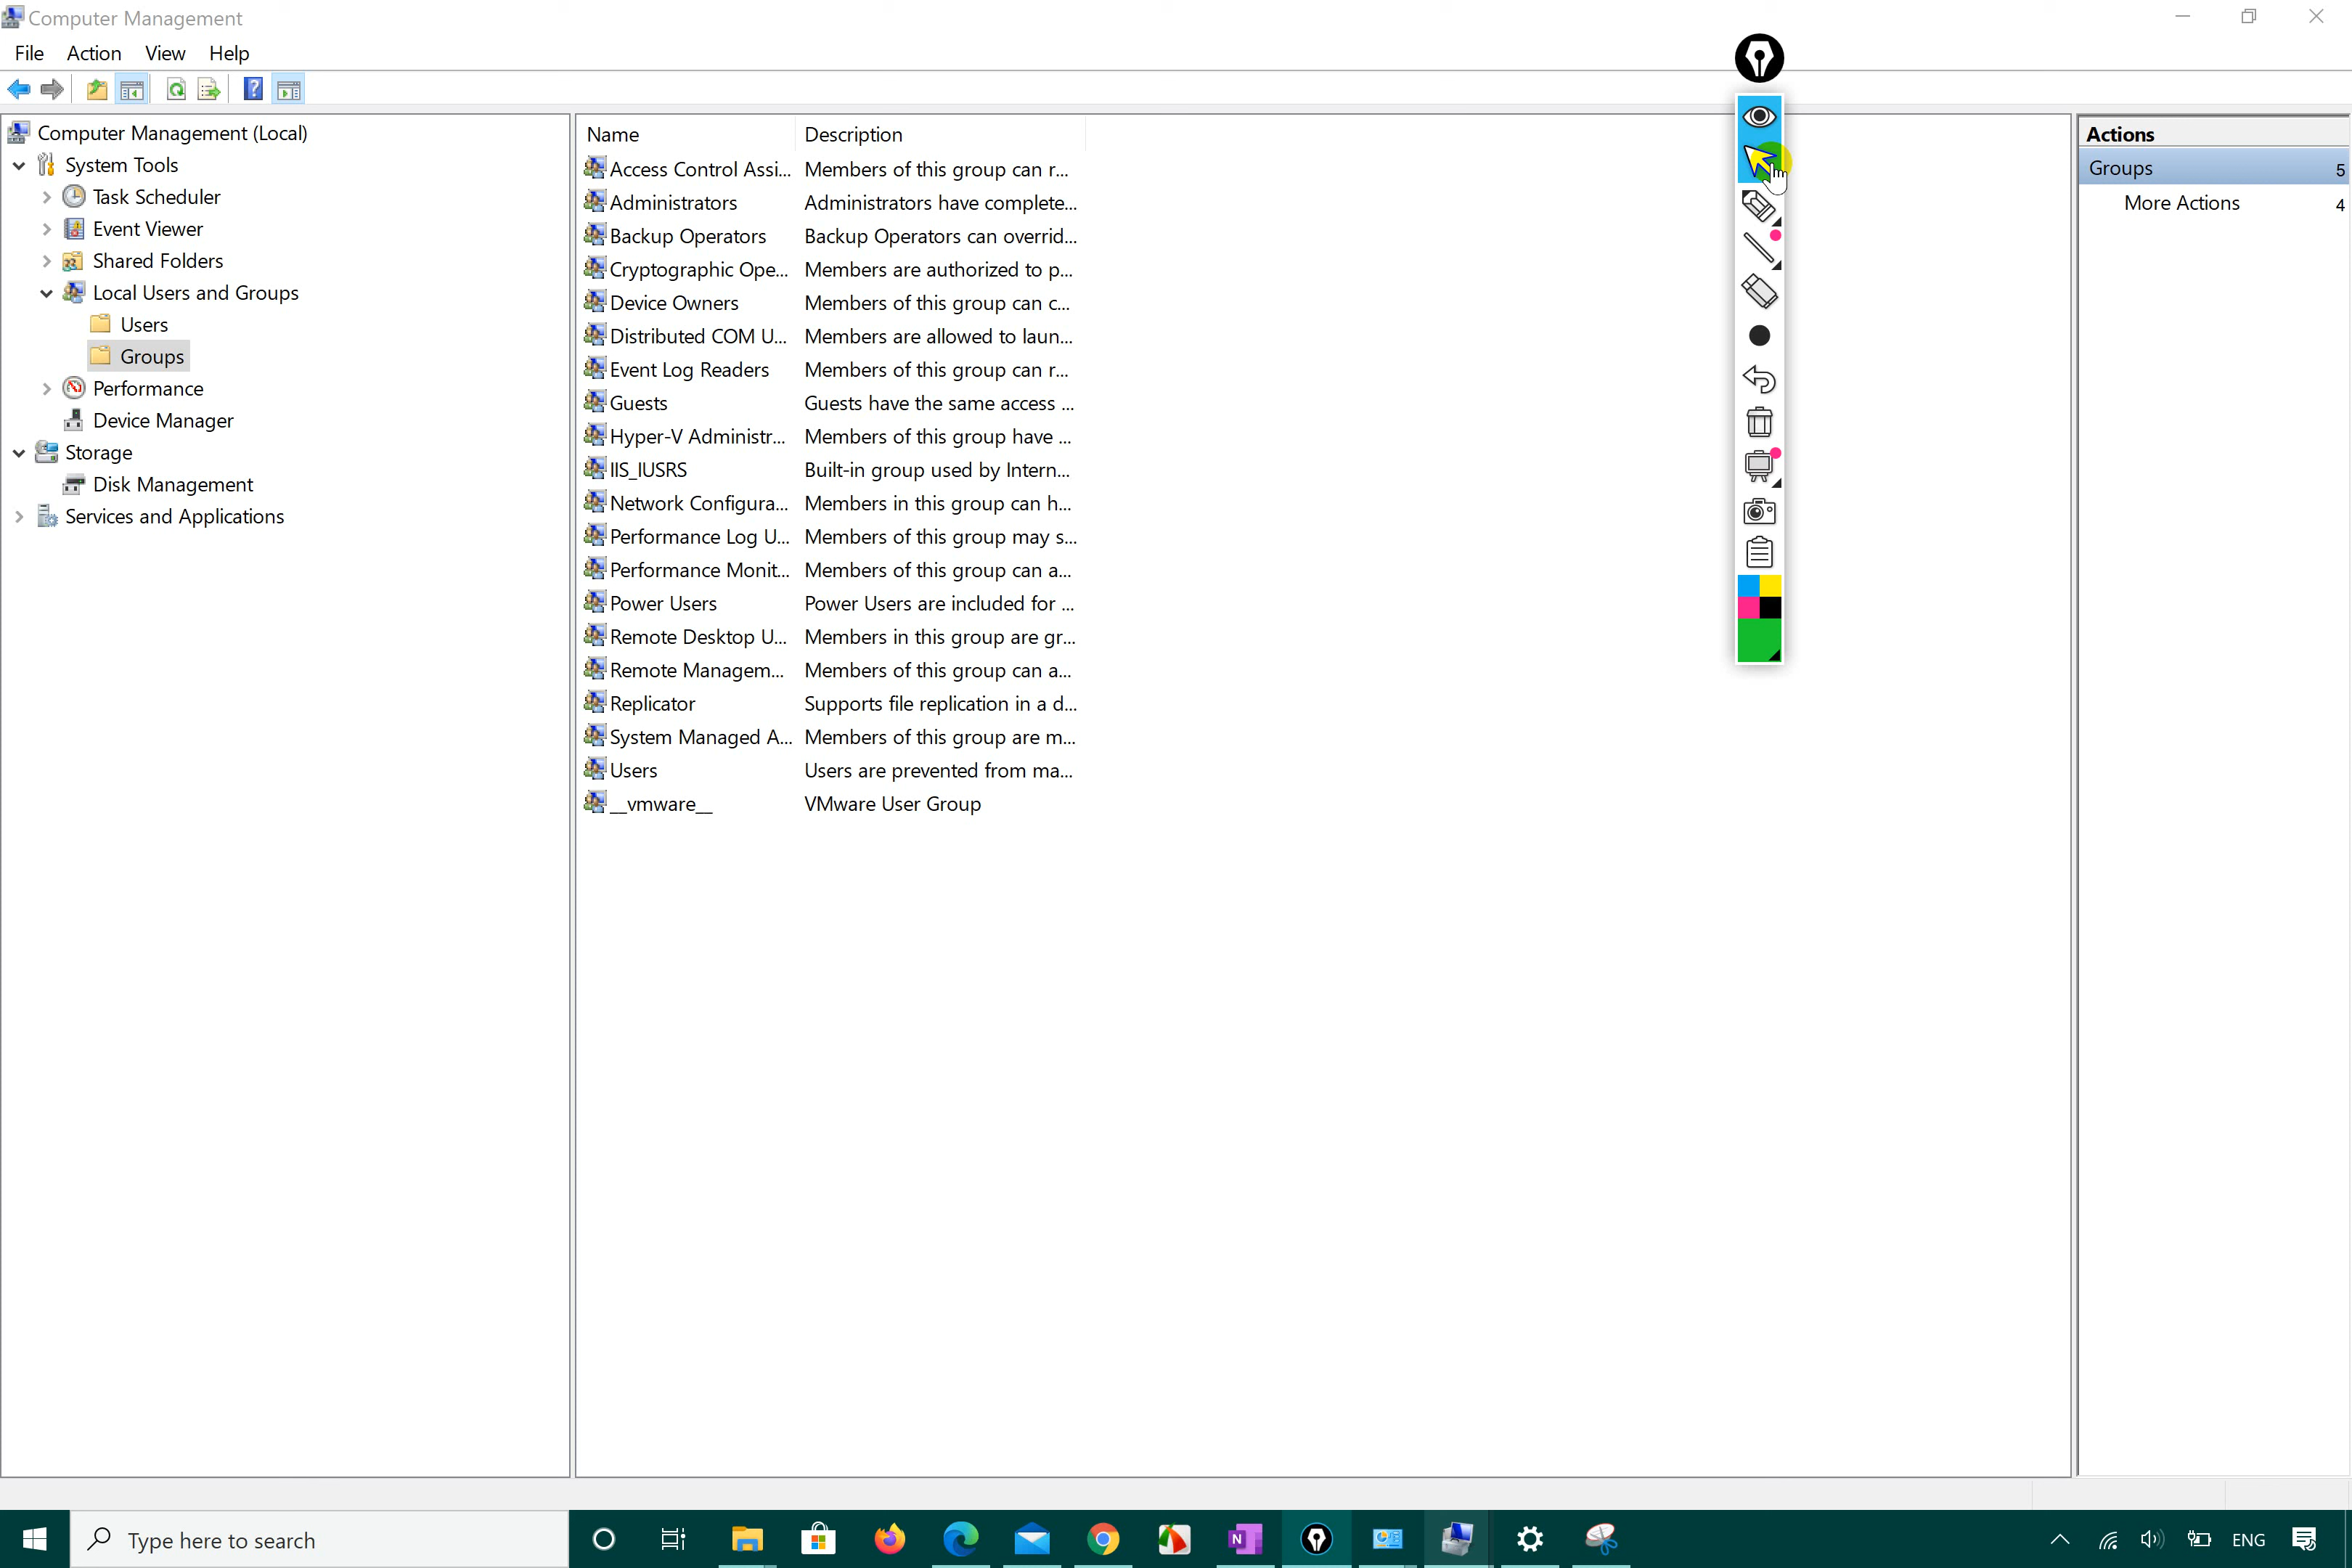 Computer Management
File Action View Help
Computer Management (Local)
System Tools
Task Scheduler
Event Viewer
Shared Folders
Local Users and Groups
Users
Groups
Performance
Device Manager
Storage
Disk Management
Services and Applications
Name Description
Access Control Assi... Members of this group can r...
Administrators Administrators have complete...
Backup Operators Backup Operators can overrid...
Cryptographic Ope... Members are authorized to p...
Device Owners Members of this group can c...
Distributed COM U... Members are allowed to laun...
Event Log Readers Members of this group can r...
Guests Guests have the same access ...
Hyper-V Administr... Members of this group have ...
IIS_IUSRS Built-in group used by Intern...
Network Configura... Members in this group can h...
Performance Log U... Members of this group may s...
Performance Monit... Members of this group can a...
Power Users Power Users are included for ...
Remote Desktop U... Members in this group are gr...
Remote Managem... Members of this group can a...
Replicator Supports file replication in a d...
System Managed A... Members of this group are m...
Users Users are prevented from ma...
__vmware__ VMware User Group
Actions
Groups 5
More Actions 4
Type here to search
N
ENG